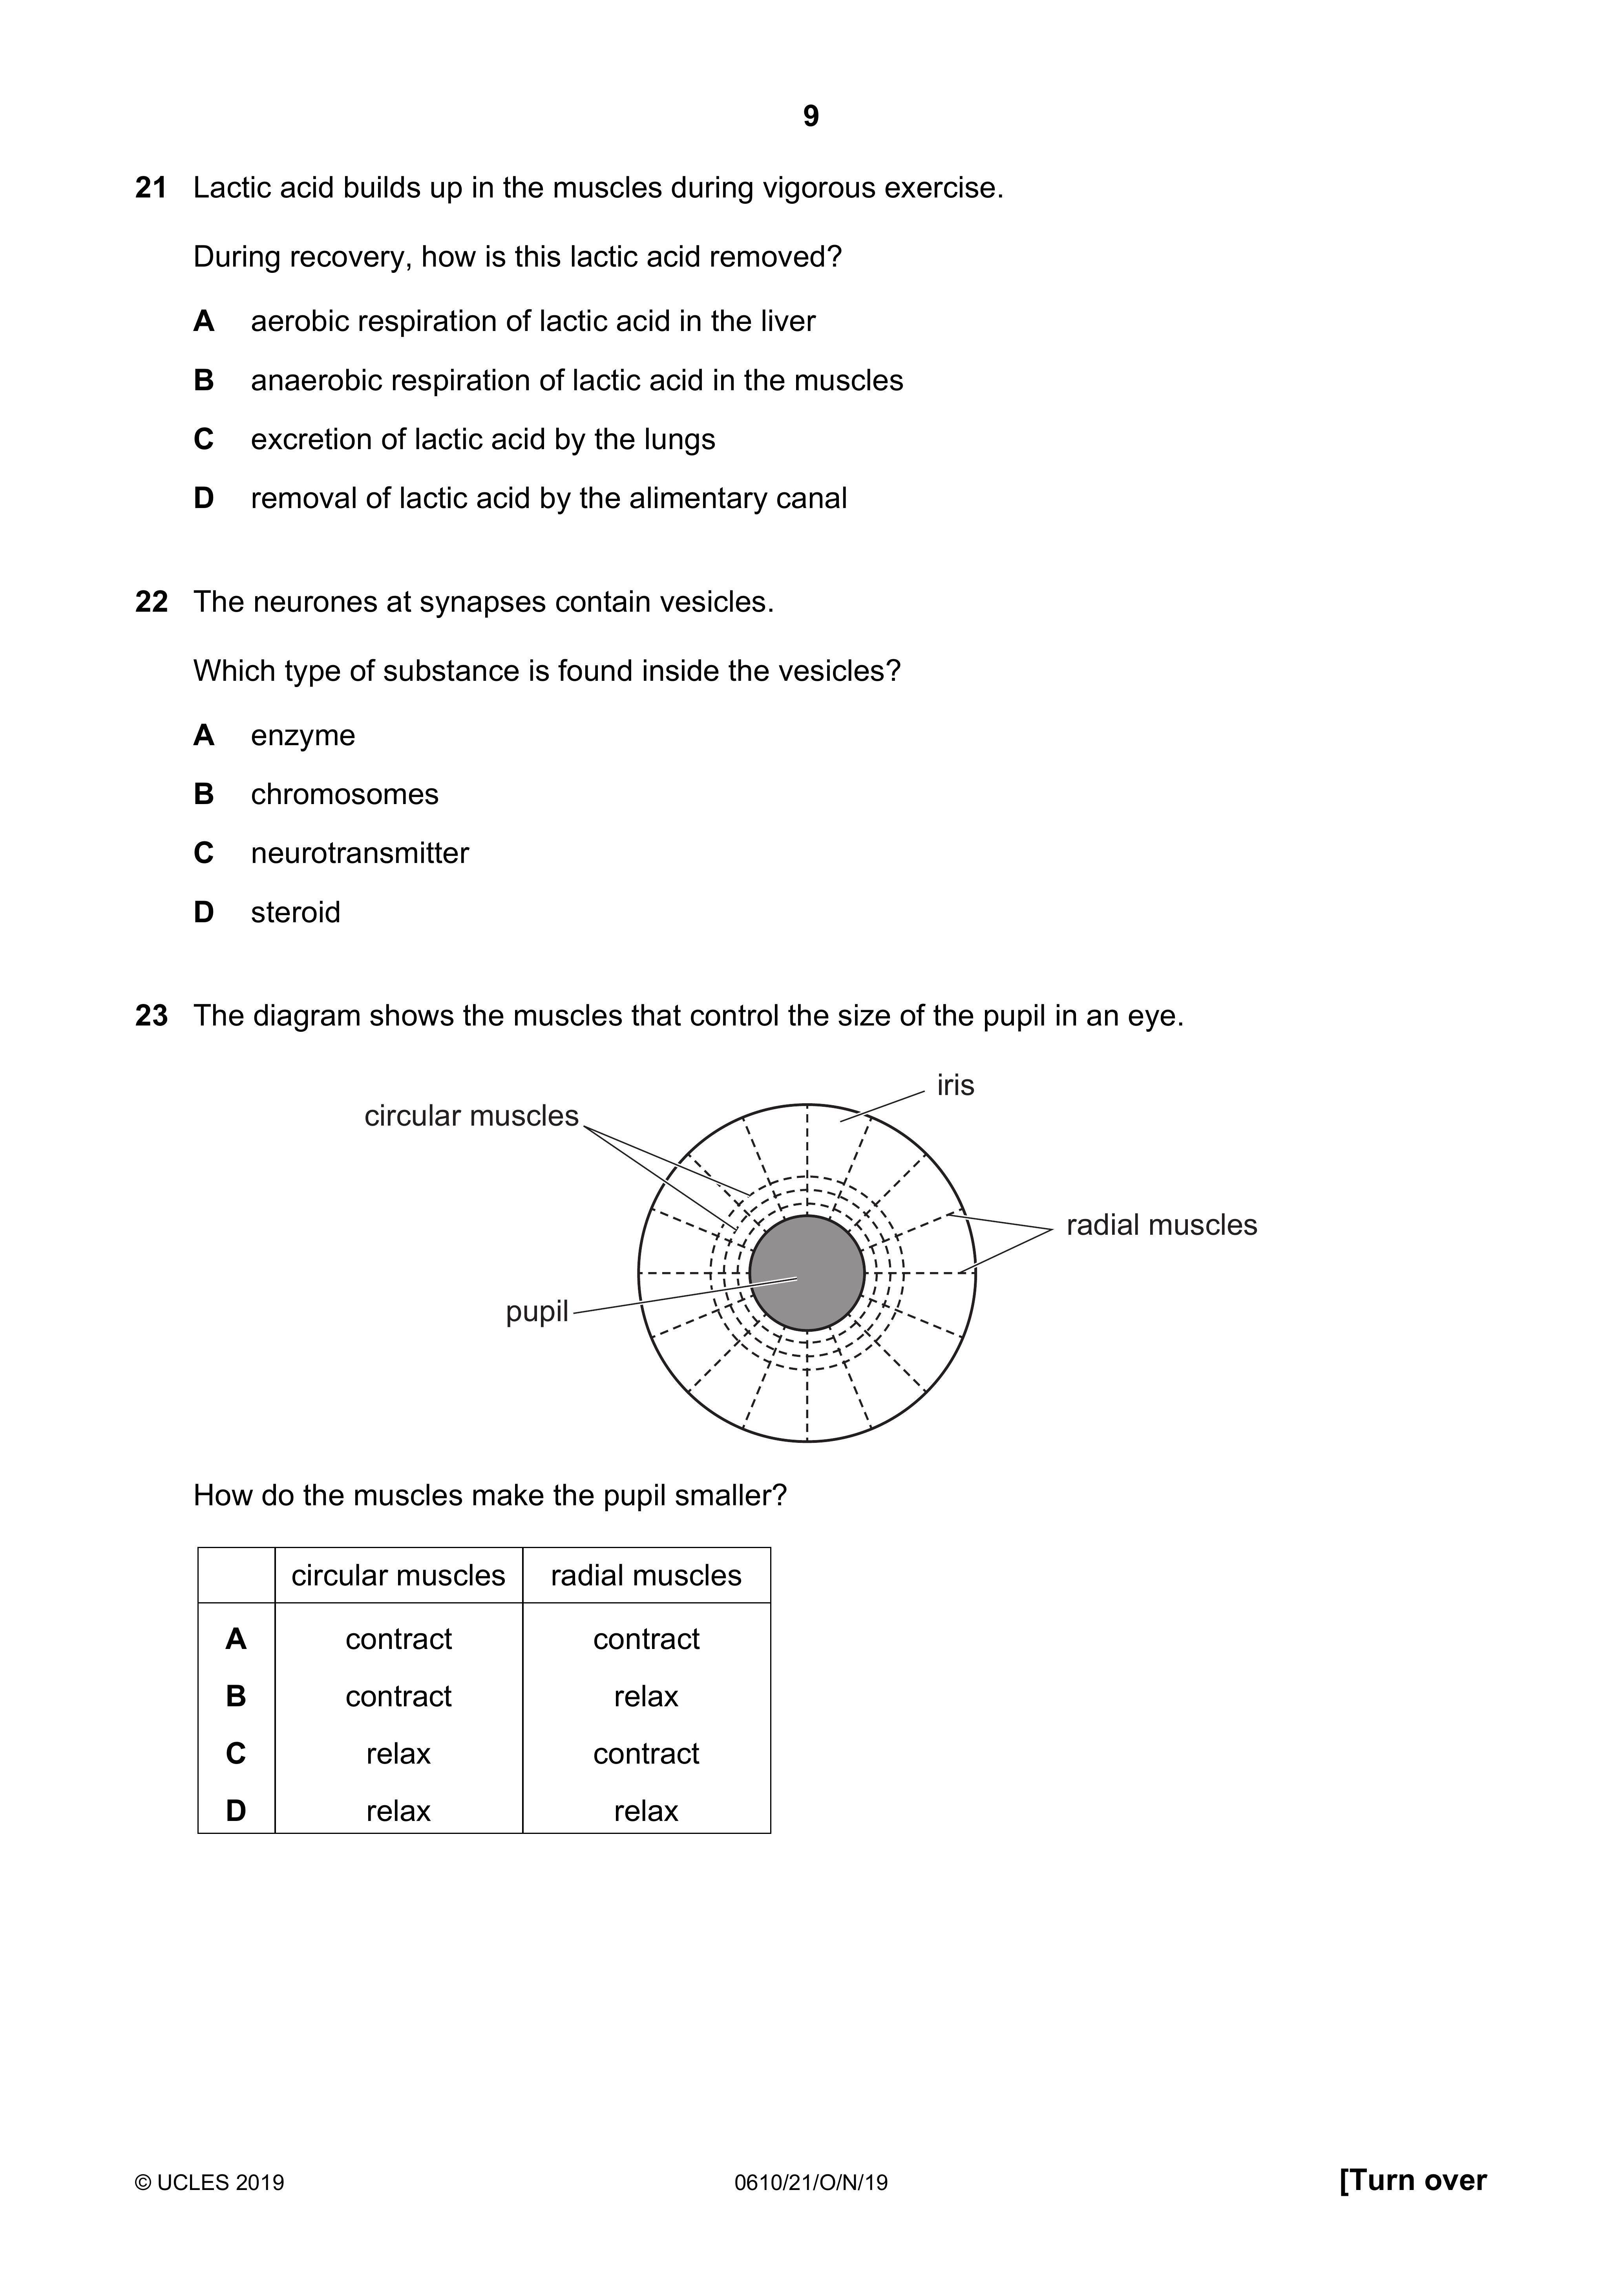 9
21 Lactic acid builds up in the muscles during vigorous exercise.
During recovery, how is this lactic acid removed?
A aerobic respiration of lactic acid in the liver
B anaerobic respiration of lactic acid in the muscles
C excretion of lactic acid by the lungs
D removal of lactic acid by the alimentary canal
22 The neurones at synapses contain vesicles.
Which type of substance is found inside the vesicles?
A enzyme
B chromosomes
C neurotransmitter
D steroid
23 The diagram shows the muscles that control the size of the pupil in an eye.
iris
circular muscles
radial muscles
pupil
How do the muscles make the pupil smaller?
circular muscles radial muscles
A contract contract
B contract relax
C relax contract
D relax relax
© UCLES 2019 0610/21/O/N/19 [Turn over